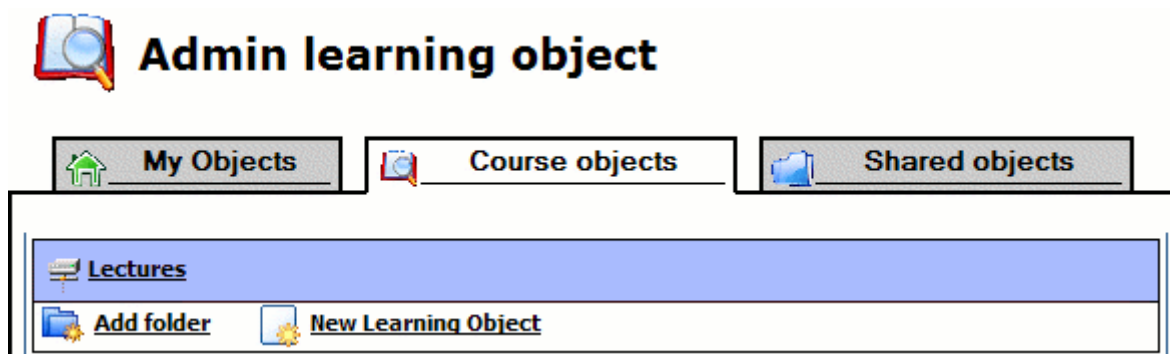 Admin learning object
My Objects Course objects Shared objects
Lectures
Add folder New Learning Object